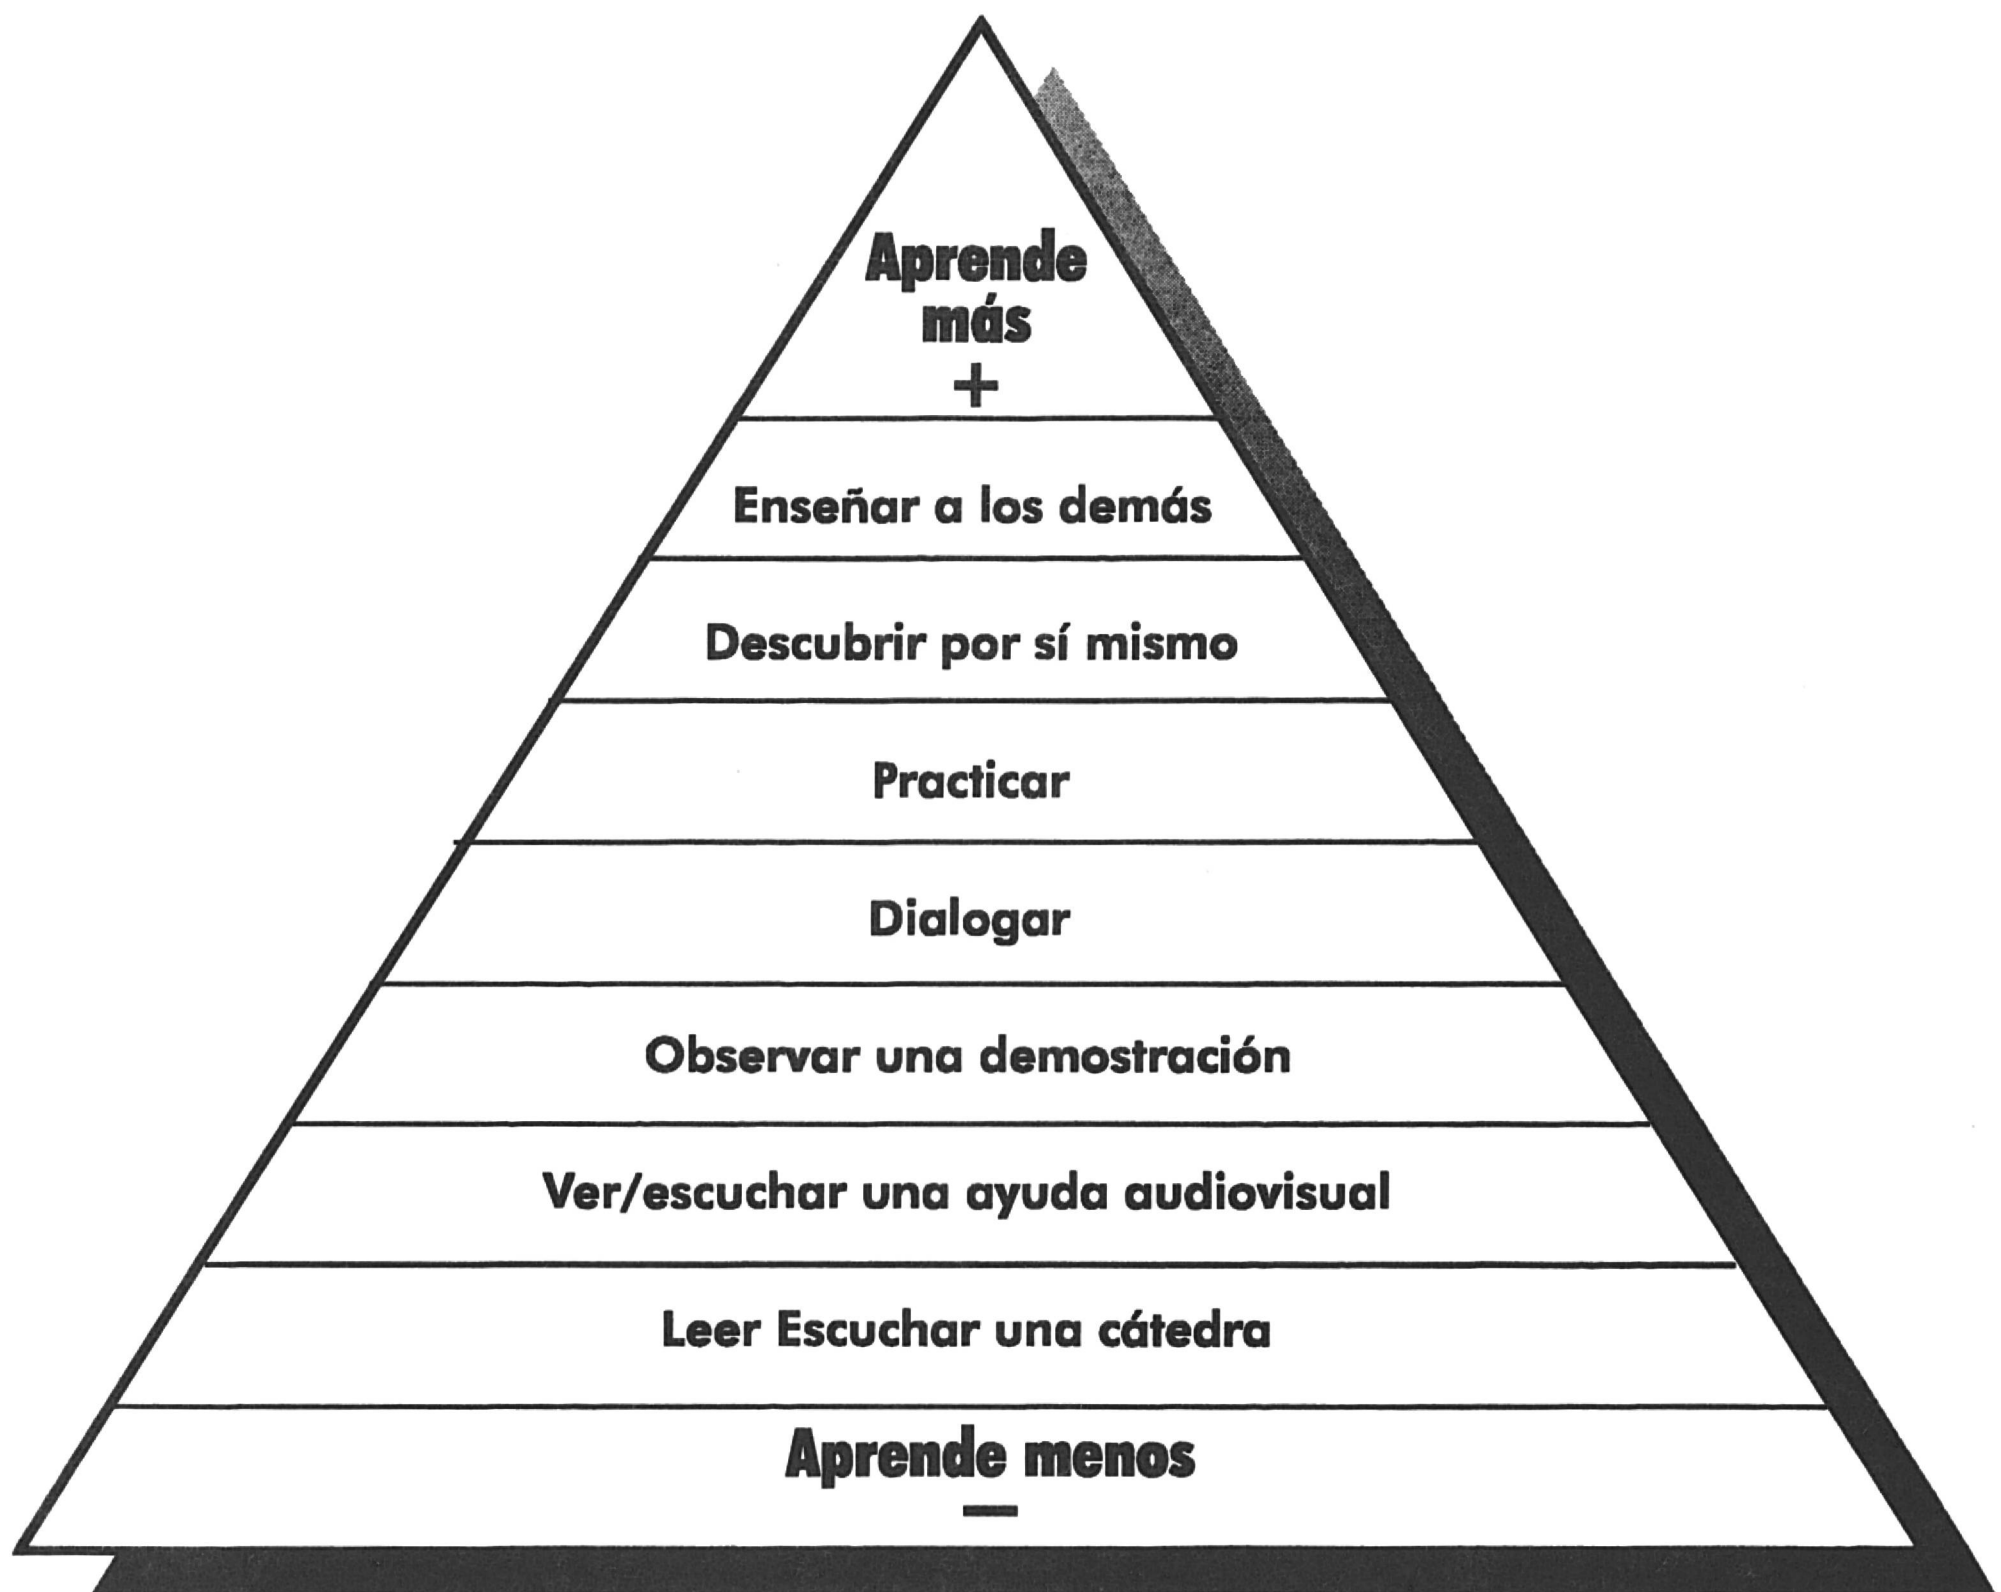 Aprende
más
+
Enseñar a los demás
Descubrir por sí mismo
Practicar
Dialogar
Observar una demostración
Ver/escuchar una ayuda audiovisual
Leer Escuchar una cátedra
Aprende menos
—